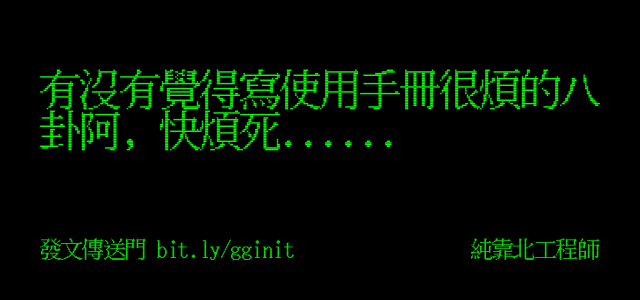 有沒有覺得寫使用手冊很煩的八
卦阿, 快煩死......
發文傳送門 bit.ly/gginit
純靠北工程師